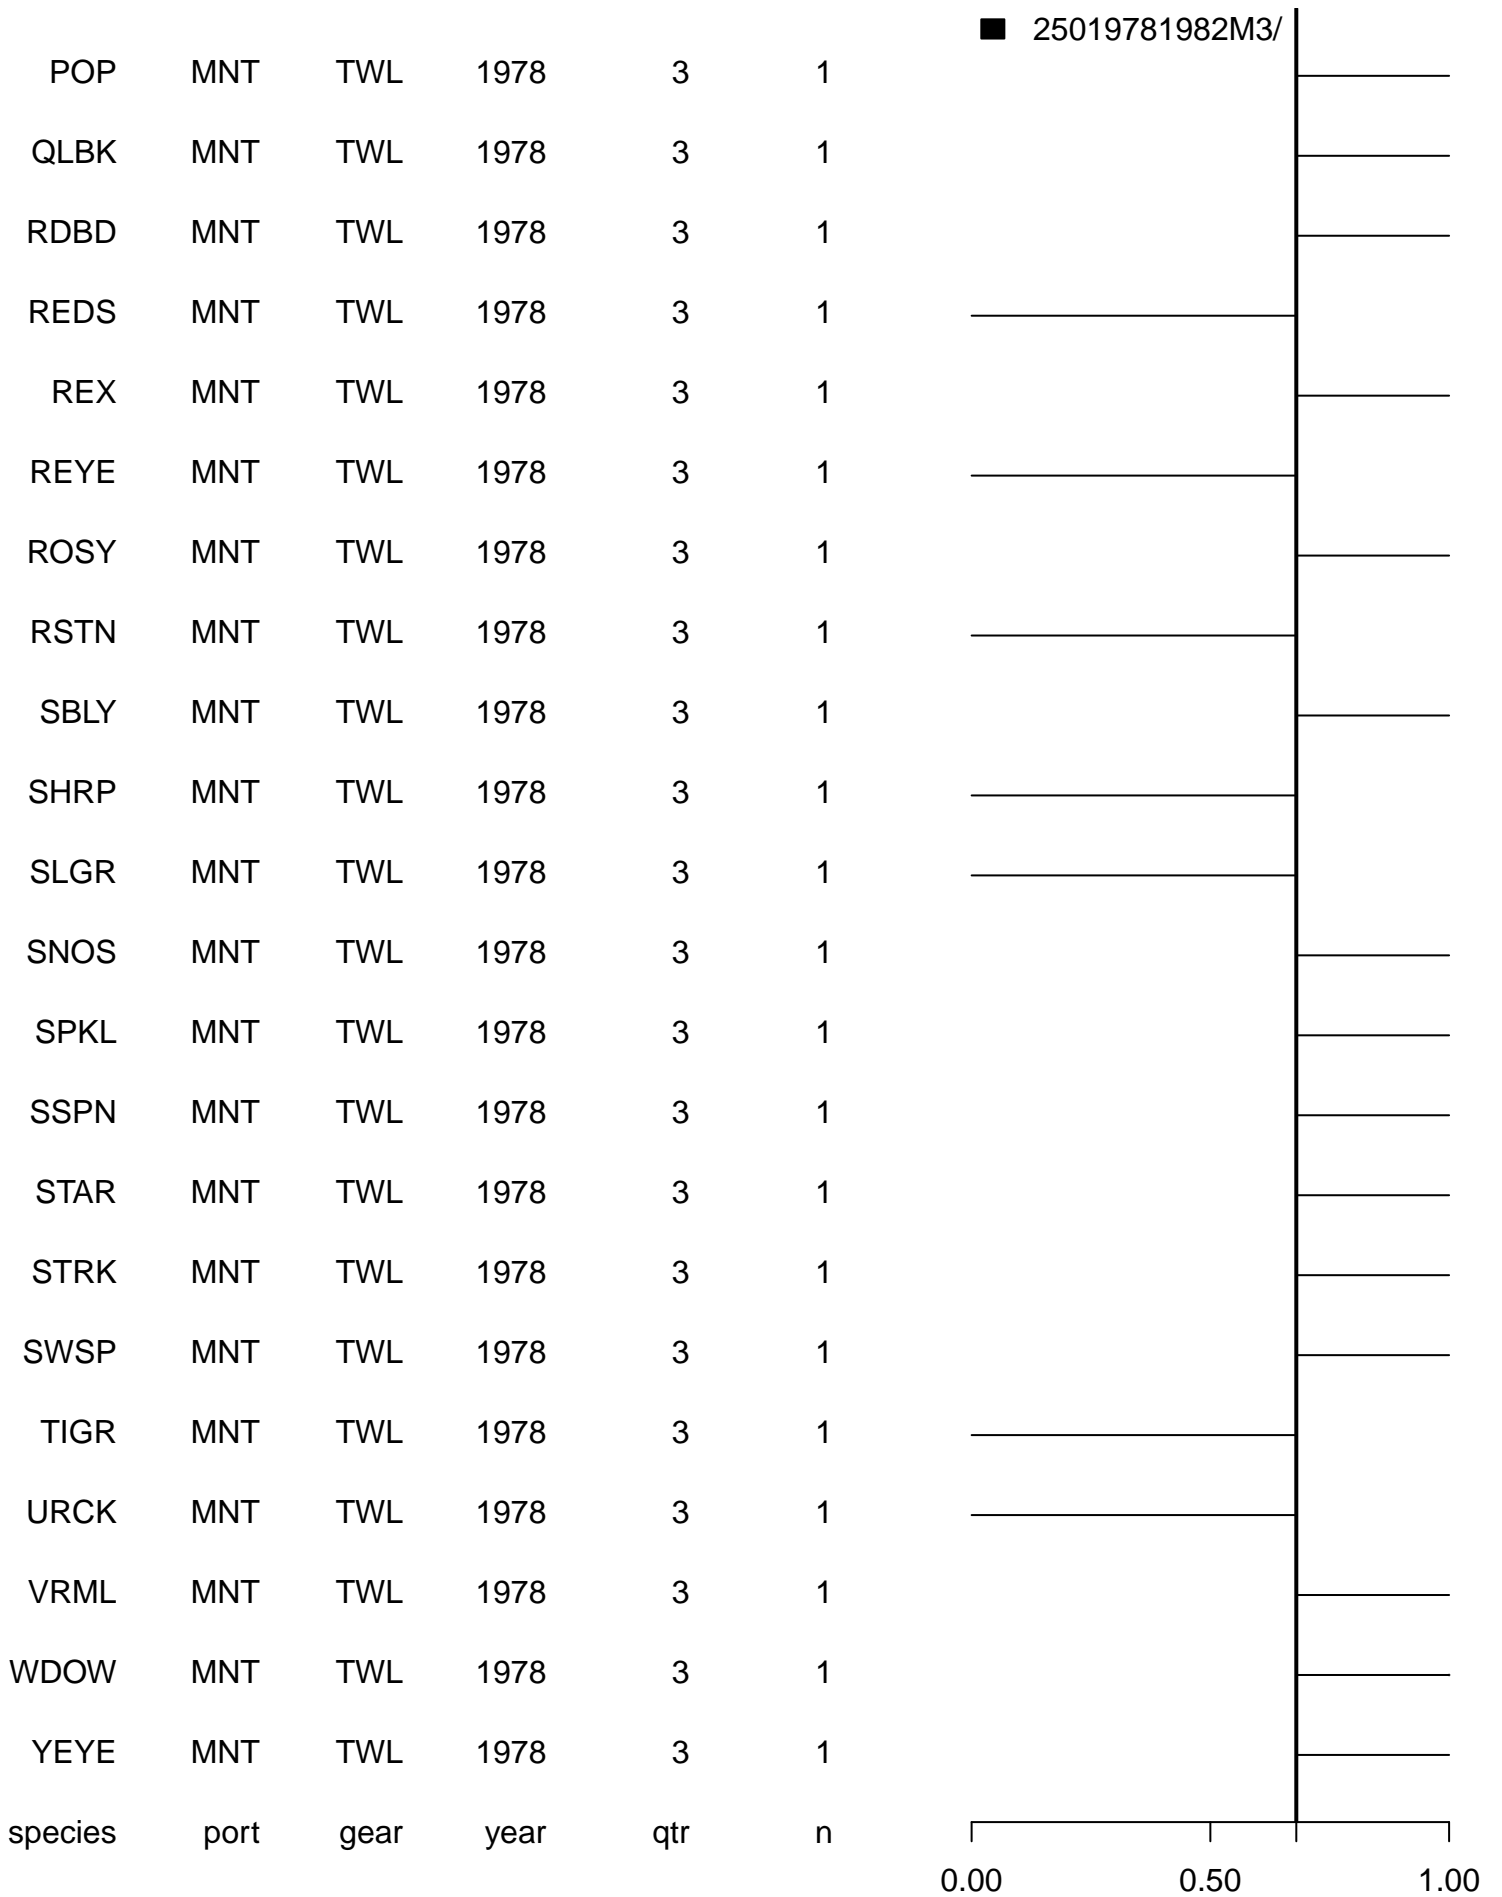 25019781982M3/
POP MNT TWL 1978 3 1
QLBK MNT TWL 1978 3 1
RDBD MNT TWL 1978 3 1
REDS MNT TWL 1978 3 1
REX MNT TWL 1978 3 1
REYE MNT TWL 1978 3 1
ROSY MNT TWL 1978 3 1
RSTN MNT TWL 1978 3 1
SBLY MNT TWL 1978 3 1
SHRP MNT TWL 1978 3 1
SLGR MNT TWL 1978 3 1
SNOS MNT TWL 1978 3 1
SPKL MNT TWL 1978 3 1
SSPN MNT TWL 1978 3 1
STAR MNT TWL 1978 3 1
STRK MNT TWL 1978 3 1
SWSP MNT TWL 1978 3 1
TIGR MNT TWL 1978 3 1
URCK MNT TWL 1978 3 1
VRML MNT TWL 1978 3 1
WDOW MNT TWL 1978 3 1
YEYE MNT TWL 1978 3 1
species port gear year qtr n
0.00 0.50 1.00